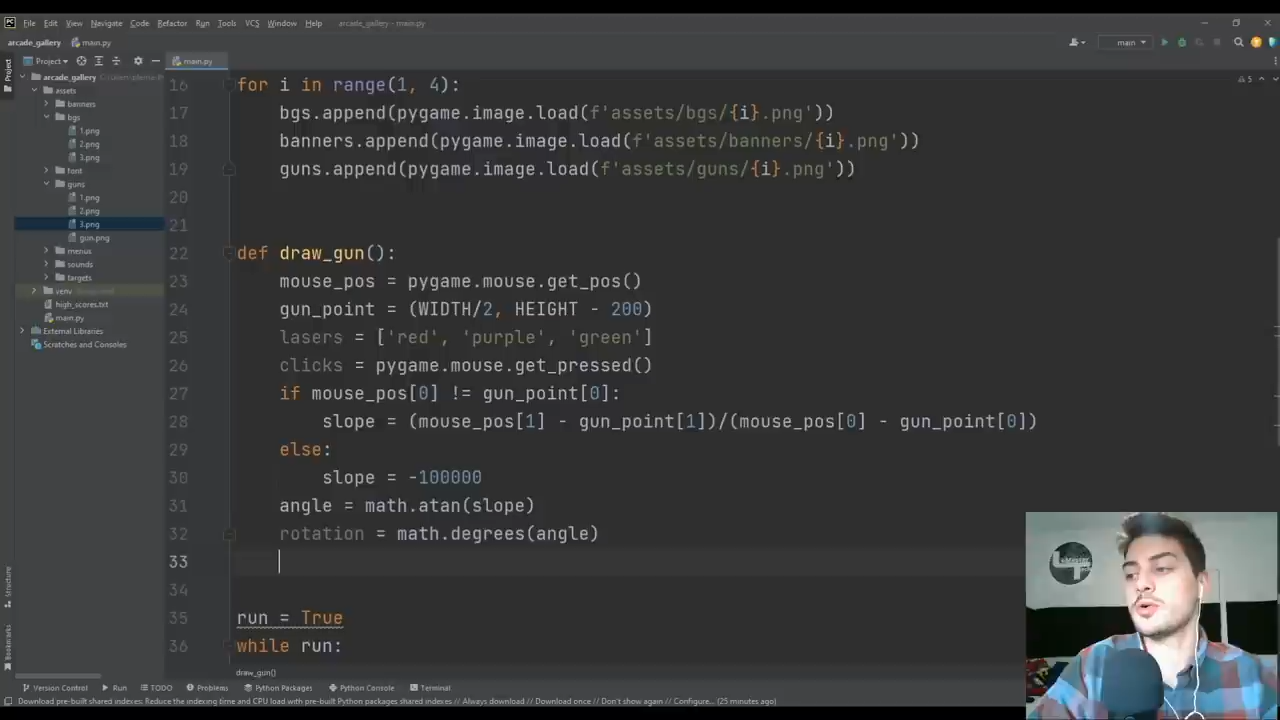 File Edit View Navigate Code Refactor Run Tools VCS Window Help arcade_gallery - main.py
arcade_gallery main.py
main
Project
main.py
arcade_gallery
assets
banners
bgs
1.png
2.png
3.png
font
guns
1.png
2.png
3.png
gun.png
menus
sounds
targets
venv
high_scores.txt
main.py
External Libraries
Scratches and Consoles
Project
Structure
Bookmarks
5
16 for i in range(1, 4):
17 bgs.append(pygame.image.load(f'assets/bgs/{i}.png'))
18 banners.append(pygame.image.load(f'assets/banners/{i}.png'))
19 guns.append(pygame.image.load(f'assets/guns/{i}.png'))
20
21
22 def draw_gun():
23 mouse_pos = pygame.mouse.get_pos()
24 gun_point = (WIDTH/2, HEIGHT - 200)
25 lasers = ['red', 'purple', 'green']
26 clicks = pygame.mouse.get_pressed()
27 if mouse_pos[0] != gun_point[0]:
28 slope = (mouse_pos[1] - gun_point[1])/(mouse_pos[0] - gun_point[0])
29 else:
30 slope = -100000
31 angle = math.atan(slope)
32 rotation = math.degrees(angle)
33
34
35 run = True
36 while run:
draw_gun()
Version Control Run TODO Problems Python Packages Python Console Terminal
Download pre-built shared indexes: Reduce the indexing time and CPU load with pre-built Python packages shared indexes // Always download // Download once // Don't show again // Configure... (25 minutes ago)